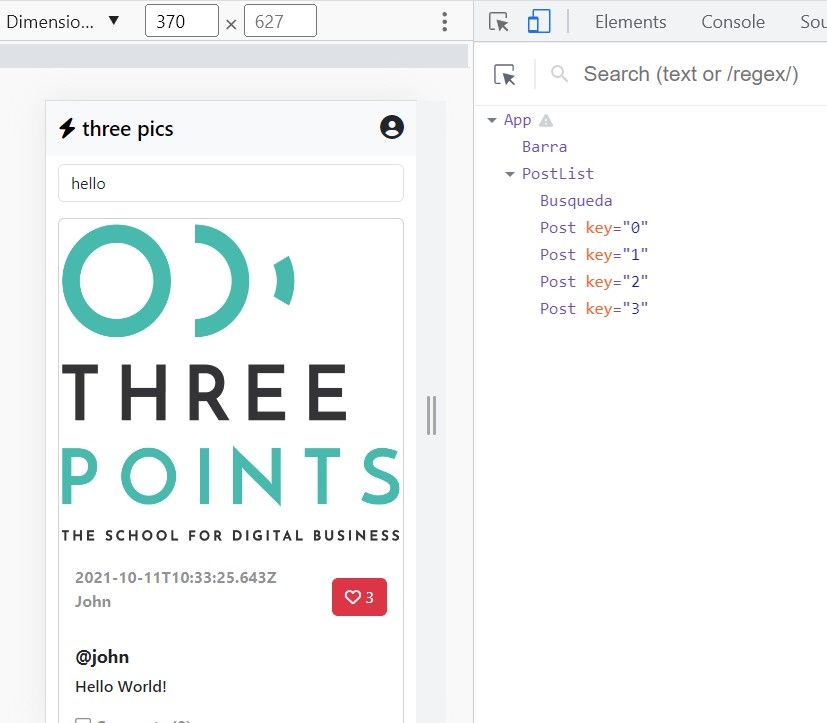 Dimensio... ▼ 370 × 627
Elements Console Sou
Search (text or /regex/)
three pics
hello
THREE
POINTS
THE SCHOOL FOR DIGITAL BUSINESS
2021-10-11T10:33:25.643Z
John
3
@john
Hello World!
App
Barra
PostList
Busqueda
Post key="0"
Post key="1"
Post key="2"
Post key="3"